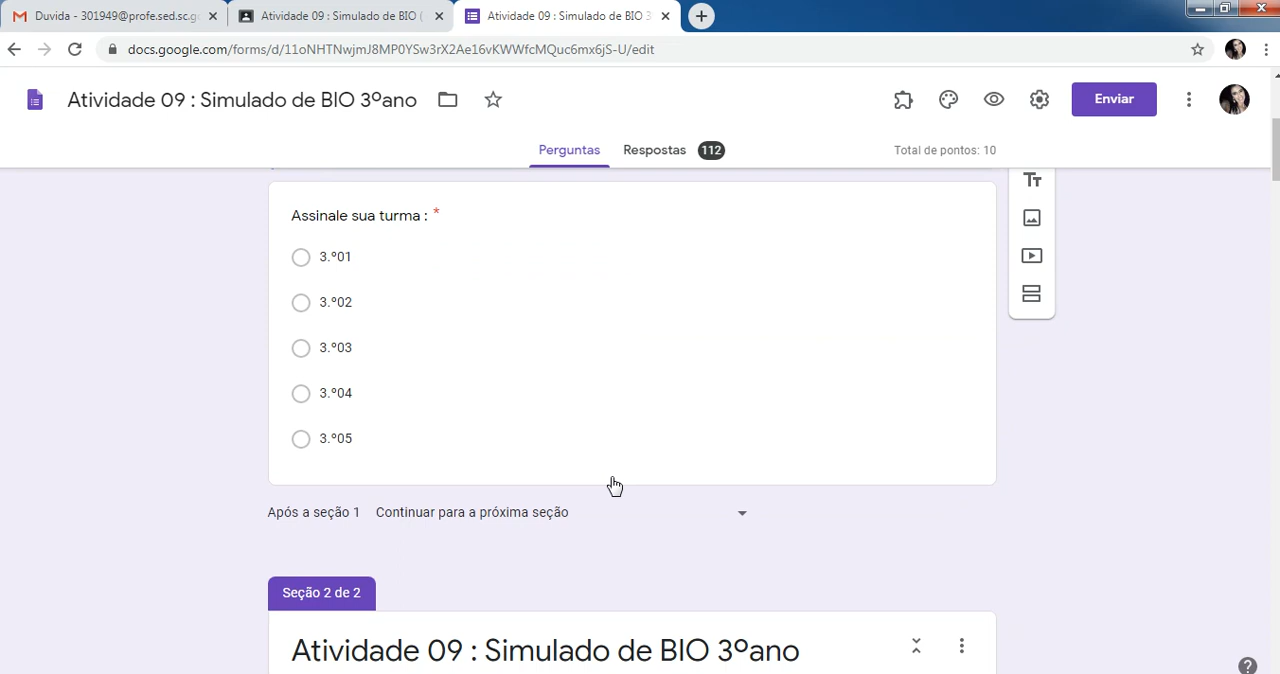 Duvida - 301949@profe.sed.sc.g
Atividade 09 : Simulado de BIO (
Atividade 09 : Simulado de BIO 3
docs.google.com/forms/d/11oNHTNwjmJ8MP0YSw3rX2Ae16vKWWfcMQuc6mx6jS-U/edit
Atividade 09 : Simulado de BIO 3ºano
Enviar
Perguntas
Respostas
112
Total de pontos: 10
Assinale sua turma : *
3.º01
3.º02
3.º03
3.º04
3.º05
Após a seção 1 Continuar para a próxima seção
Seção 2 de 2
Atividade 09 : Simulado de BIO 3ºano